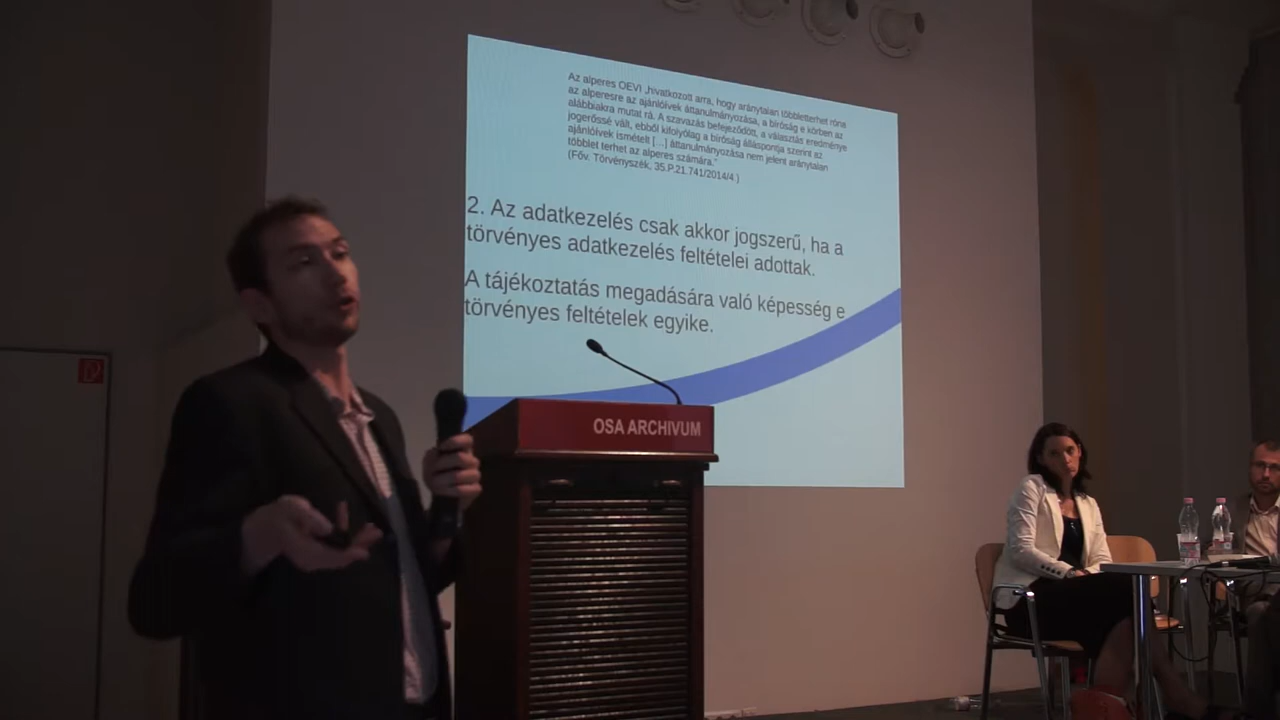 Az alperes OEVI „hivatkozott arra, hogy aránytalan többletterhet róna
az alperesre az ajánlóívek áttanulmányozása, a bíróság e körben az
alábbiakra mutat rá. A szavazás befejeződött, a választás eredménye
jogerőssé vált, ebből kifolyólag a bíróság álláspontja szerint az
ajánlóívek ismételt [...] áttanulmányozása nem jelent aránytalan
többlet terhet az alperes számára."
(Főv. Törvényszék, 35.P.21.741/2014/4.)
2. Az adatkezelés csak akkor jogszerű, ha a
törvényes adatkezelés feltételei adottak.
A tájékoztatás megadására való képesség e
törvényes feltételek egyike.
OSA ARCHIVUM